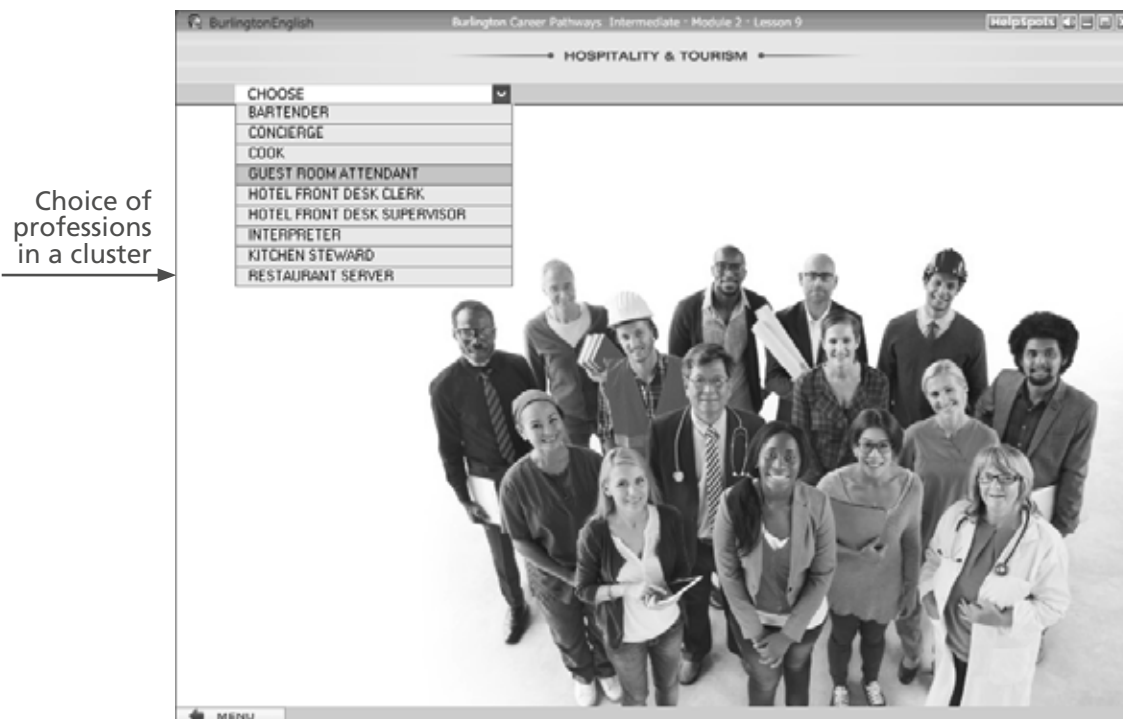 BurlingtonEnglish
Burlington Career Pathways Intermediate · Module 2 · Lesson 9
HelpSpots
HOSPITALITY & TOURISM
CHOOSE
BARTENDER
CONCIERGE
COOK
GUEST ROOM ATTENDANT
HOTEL FRONT DESK CLERK
HOTEL FRONT DESK SUPERVISOR
INTERPRETER
KITCHEN STEWARD
RESTAURANT SERVER
Choice of
professions
in a cluster
MENU